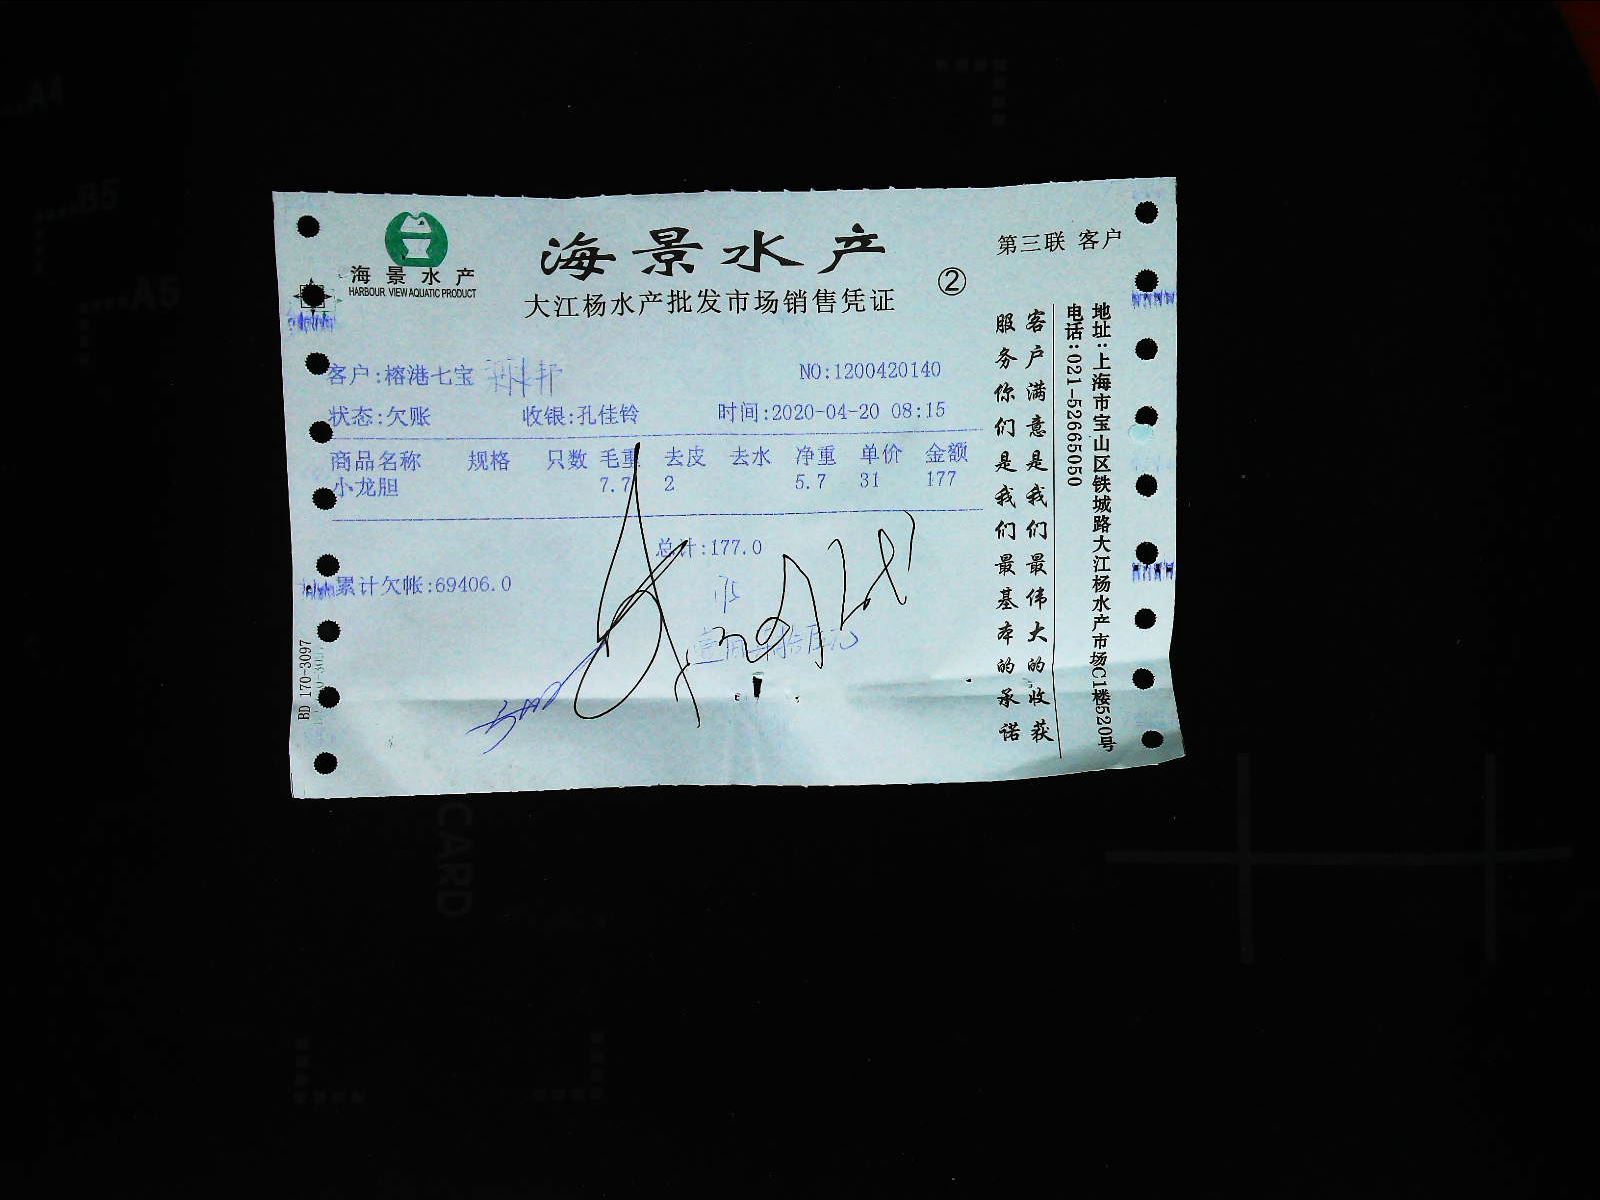 海景水产
HARBOUR VIEW AQUATIC PRODUCT
海景水产
大江杨水产批发市场销售凭证
②
第三联 客户
客户:榕港七宝
NO:1200420140
状态:欠账 收银:孔佳铃 时间:2020-04-20 08:15
商品名称 规格 只数 毛重 去皮 去水 净重 单价 金额
小龙胆 7.7 2 5.7 31 177
总计:177.0
累计欠帐:69406.0
客户满意是我们最伟大的收获
服务你们是我们最基本的承诺
地址:上海市宝山区铁城路大江杨水产市场C1楼520号
电话:021-52665050
BD 170-3097
A4
B5
A5
CARD